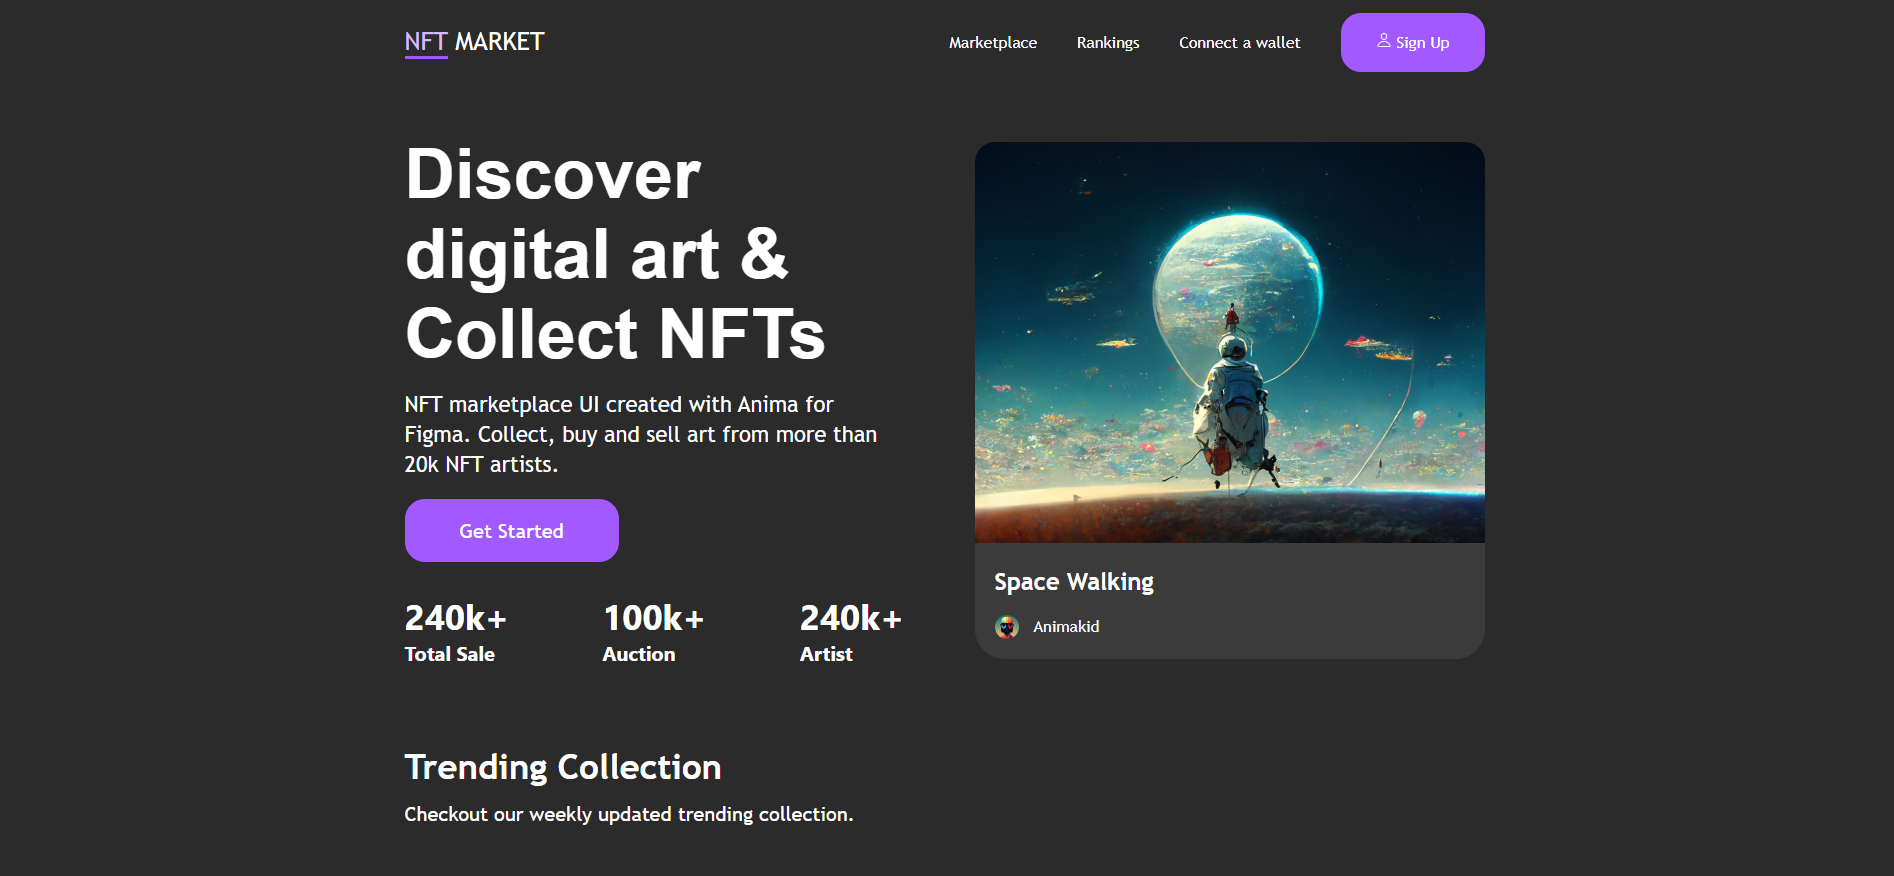 NFT MARKET
Marketplace
Rankings
Connect a wallet
Sign Up
Discover
digital art &
Collect NFTs
NFT marketplace UI created with Anima for
Figma. Collect, buy and sell art from more than
20k NFT artists.
Get Started
240k+
Total Sale
100k+
Auction
240k+
Artist
Space Walking
Animakid
Trending Collection
Checkout our weekly updated trending collection.